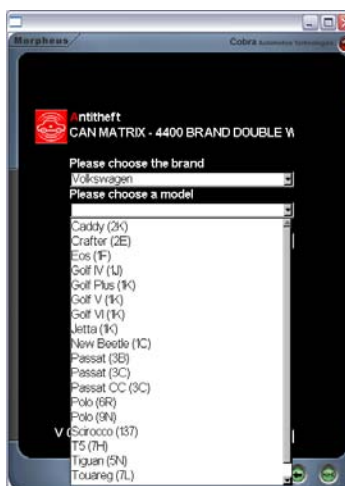 Morpheus
Cobra Automotive Technologies
Antitheft
CAN MATRIX - 4400 BRAND DOUBLE W
Please choose the brand
Volkswagen
Please choose a model
Caddy (2K)
Crafter (2E)
Eos (1F)
Golf IV (1J)
Golf Plus (1K)
Golf V (1K)
Golf VI (1K)
Jetta (1K)
New Beetle (1C)
Passat (3B)
Passat (3C)
Passat CC (3C)
Polo (6R)
Polo (9N)
Scirocco (137)
T5 (7H)
Tiguan (5N)
Touareg (7L)